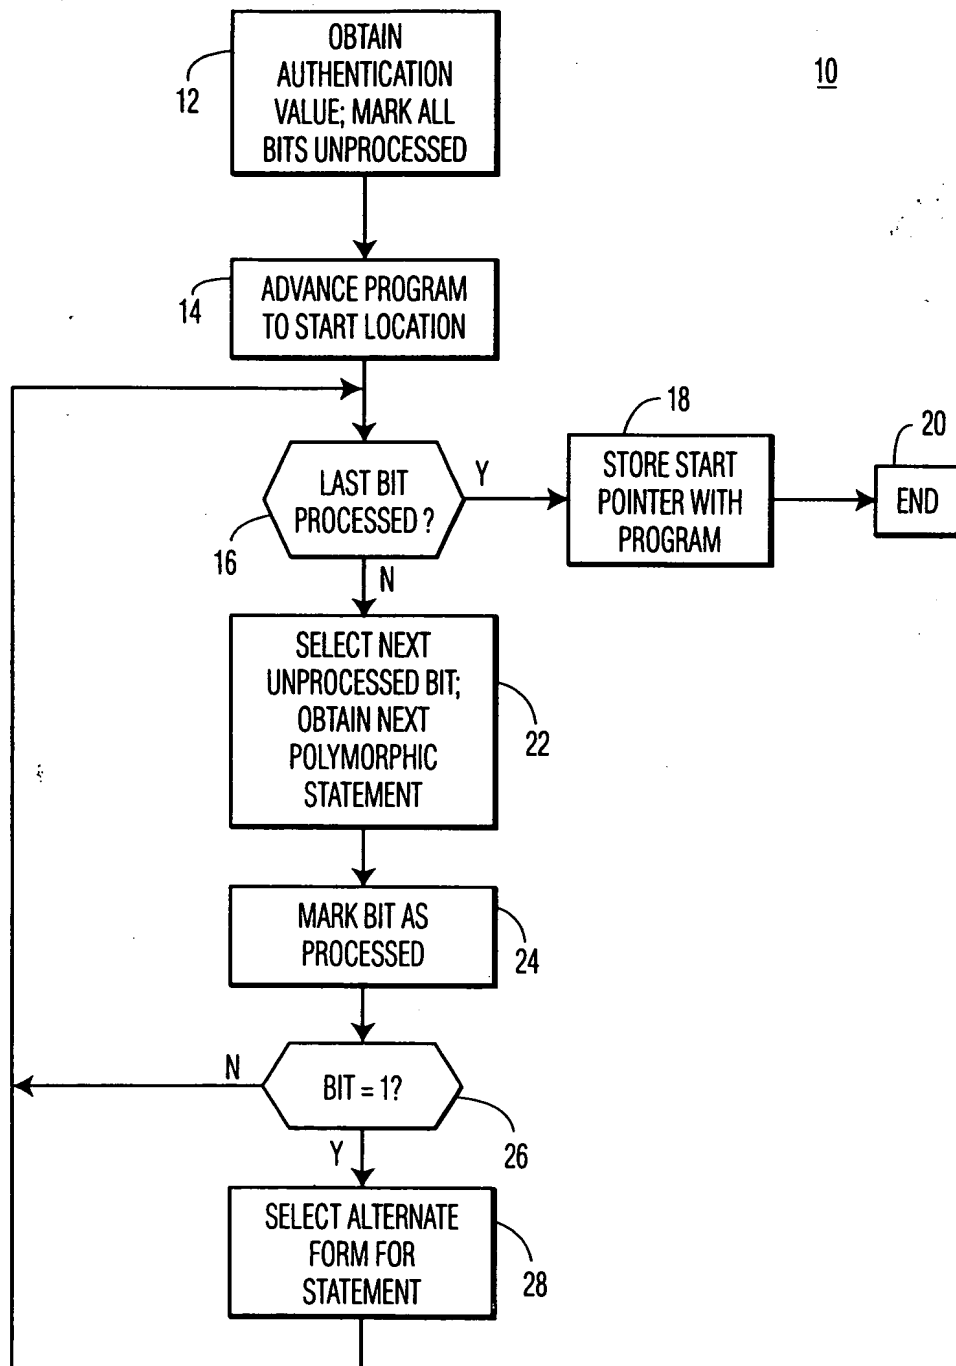 OBTAIN
AUTHENTICATION
VALUE; MARK ALL
BITS UNPROCESSED
12
10
ADVANCE PROGRAM
TO START LOCATION
14
LAST BIT
PROCESSED ?
16
Y
N
18
STORE START
POINTER WITH
PROGRAM
20
END
SELECT NEXT
UNPROCESSED BIT;
OBTAIN NEXT
POLYMORPHIC
STATEMENT
22
MARK BIT AS
PROCESSED
24
N
BIT = 1?
26
Y
SELECT ALTERNATE
FORM FOR
STATEMENT
28